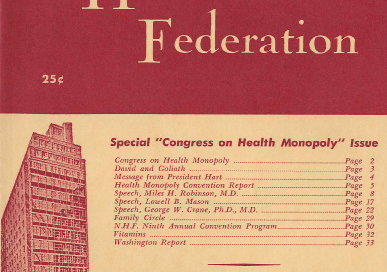 H
Federation
25¢
Special "Congress on Health Monopoly" Issue
Congress on Health Monopoly Page 2
David and Goliath Page 3
Message from President Hart Page 4
Health Monopoly Convention Report Page 5
Speech, Miles H. Robinson, M.D. Page 8
Speech, Lowell B. Mason Page 17
Speech, George W. Crane, Ph.D., M.D. Page 22
Family Circle Page 29
N.H.F. Ninth Annual Convention Program Page 30
Vitamins Page 32
Washington Report Page 33